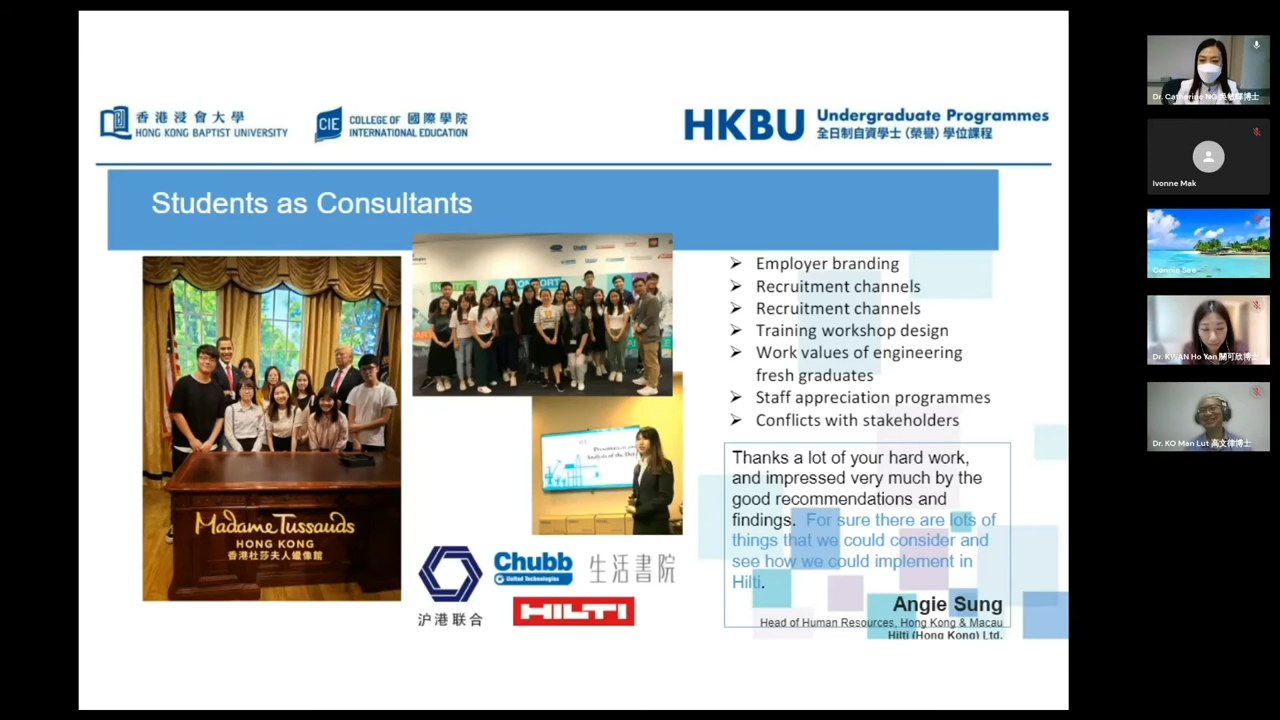 香港浸會大學
HONG KONG BAPTIST UNIVERSITY
CIE
COLLEGE OF 國際學院
INTERNATIONAL EDUCATION
HKBU
Undergraduate Programmes
全日制自資學士（榮譽）學位課程
Students as Consultants
Madame Tussauds
HONG KONG
香港杜莎夫人蠟像館
沪港联合
Chubb
United Technologies
生活書院
HILTI
➢ Employer branding
➢ Recruitment channels
➢ Recruitment channels
➢ Training workshop design
➢ Work values of engineering
fresh graduates
➢ Staff appreciation programmes
➢ Conflicts with stakeholders
Thanks a lot of your hard work,
and impressed very much by the
good recommendations and
findings. For sure there are lots of
things that we could consider and
see how we could implement in
Hilti.
Angie Sung
Head of Human Resources, Hong Kong & Macau
Hilti (Hong Kong) Ltd.
Dr. Catherine NG
Ivonne Mak
Connie See
Dr. KWAN Ho Yan 關可欣博士
Dr. KO Man Lut 高文律博士